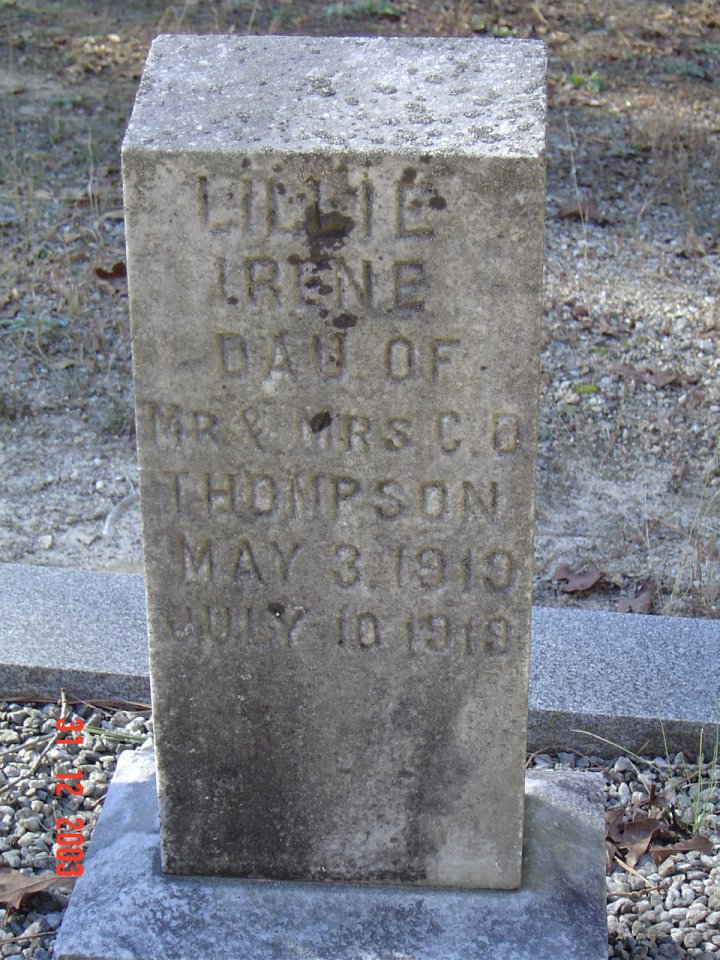 LILLIE
IRENE
DAU OF
MR & MRS C. D
THOMPSON
MAY 3, 1919
JULY 10 1919
31 12 2003